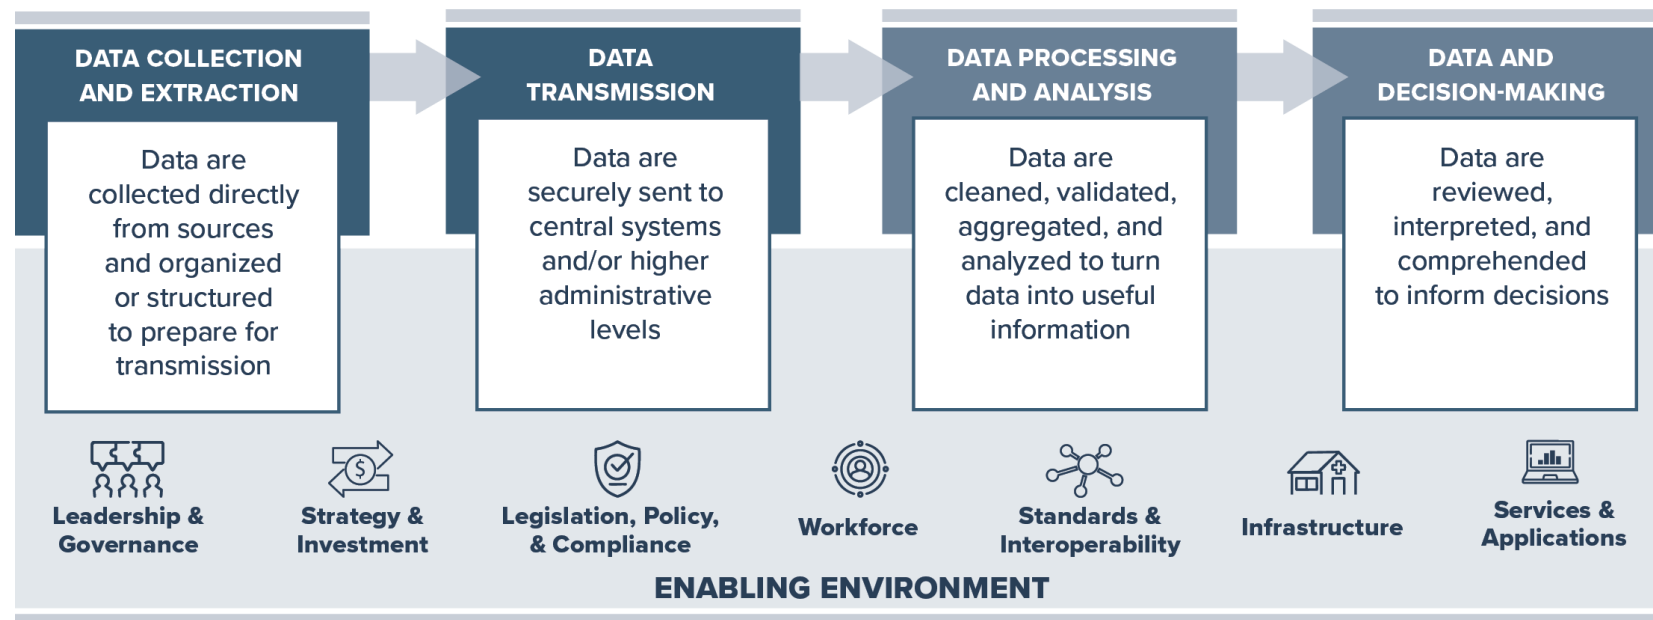 DATA COLLECTION
AND EXTRACTION
Data are
collected directly
from sources
and organized
or structured
to prepare for
transmission
DATA
TRANSMISSION
Data are
securely sent to
central systems
and/or higher
administrative
levels
DATA PROCESSING
AND ANALYSIS
Data are
cleaned, validated,
aggregated, and
analyzed to turn
data into useful
information
DATA AND
DECISION-MAKING
Data are
reviewed,
interpreted, and
comprehended
to inform decisions
Leadership &
Governance
$
Strategy &
Investment
Legislation, Policy,
& Compliance
Workforce
Standards &
Interoperability
Infrastructure
Services &
Applications
ENABLING ENVIRONMENT